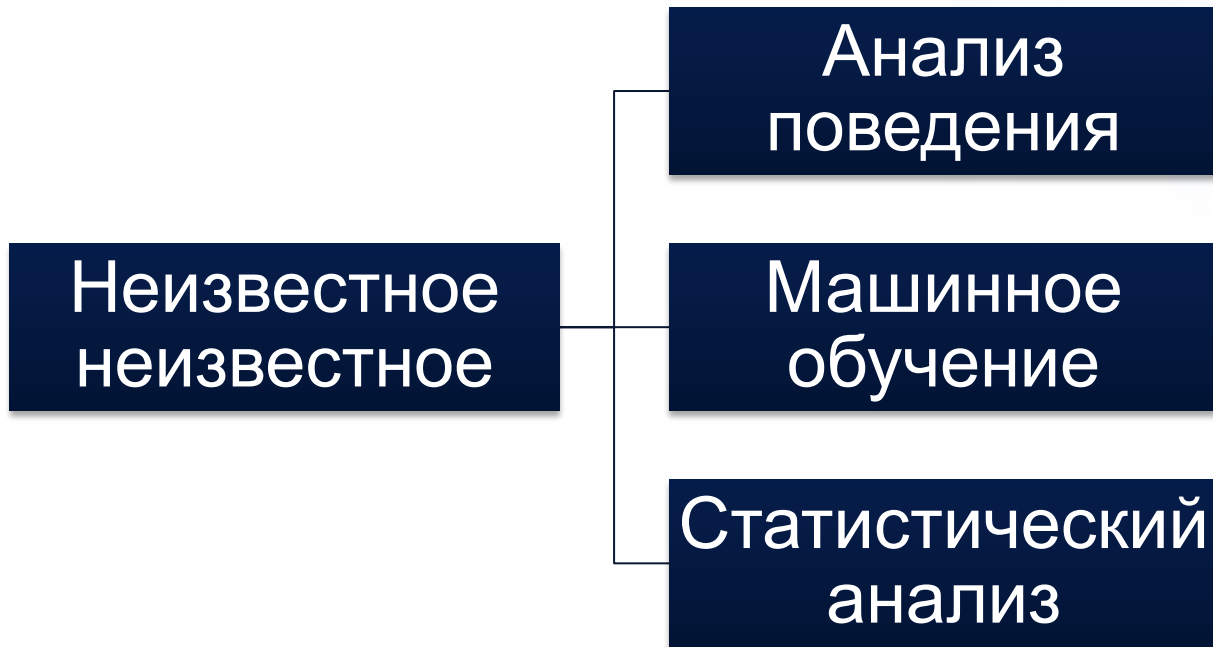 Анализ
поведения
Неизвестное
неизвестное
Машинное
обучение
Статистический
анализ